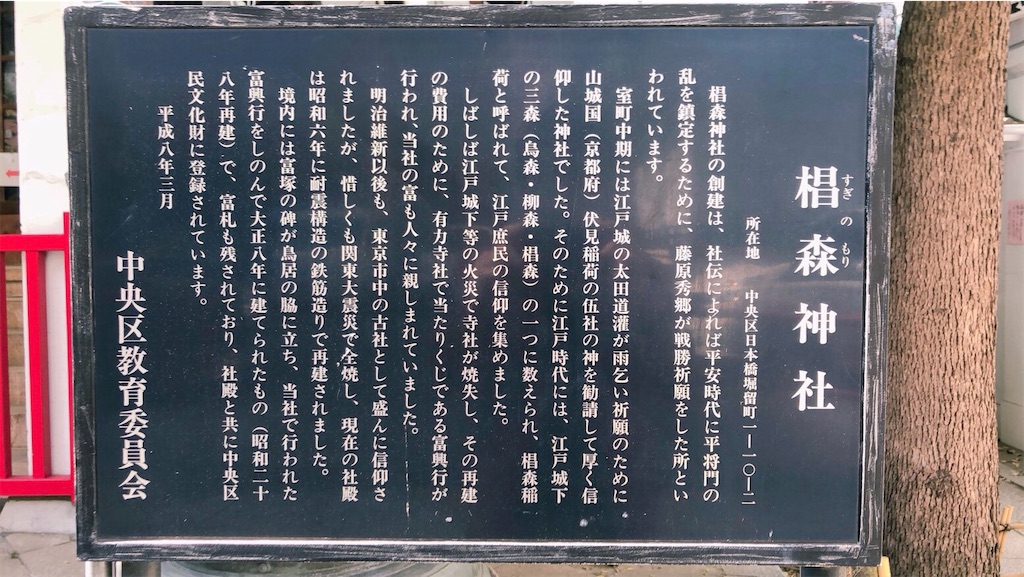 椙森神社
すぎのもり
所在地 中央区日本橋堀留町一―一〇―二
椙森神社の創建は、社伝によれば平安時代に平将門の
乱を鎮定するために、藤原秀郷が戦勝祈願をした所とい
われています。
室町中期には江戸城の太田道灌が雨乞い祈願のために
山城国（京都府）伏見稲荷の伍社の神を勧請して厚く信
仰した神社でした。そのために江戸時代には、江戸城下
の三森（烏森・柳森・椙森）の一つに数えられ、椙森稲
荷と呼ばれて、江戸庶民の信仰を集めました。
しばしば江戸城下等の火災で寺社が焼失し、その再建
の費用のために、有力寺社で当たりくじである富興行が
行われ、当社の富も人々に親しまれていました。
明治維新以後も、東京市中の古社として盛んに信仰さ
れましたが、惜しくも関東大震災で全焼し、現在の社殿
は昭和六年に耐震構造の鉄筋造りで再建されました。
境内には富塚の碑が鳥居の脇に立ち、当社で行われた
富興行をしのんで大正八年に建てられたもの（昭和二十
八年再建）で、富札も残されており、社殿と共に中央区
民文化財に登録されています。
平成八年三月
中央区教育委員会